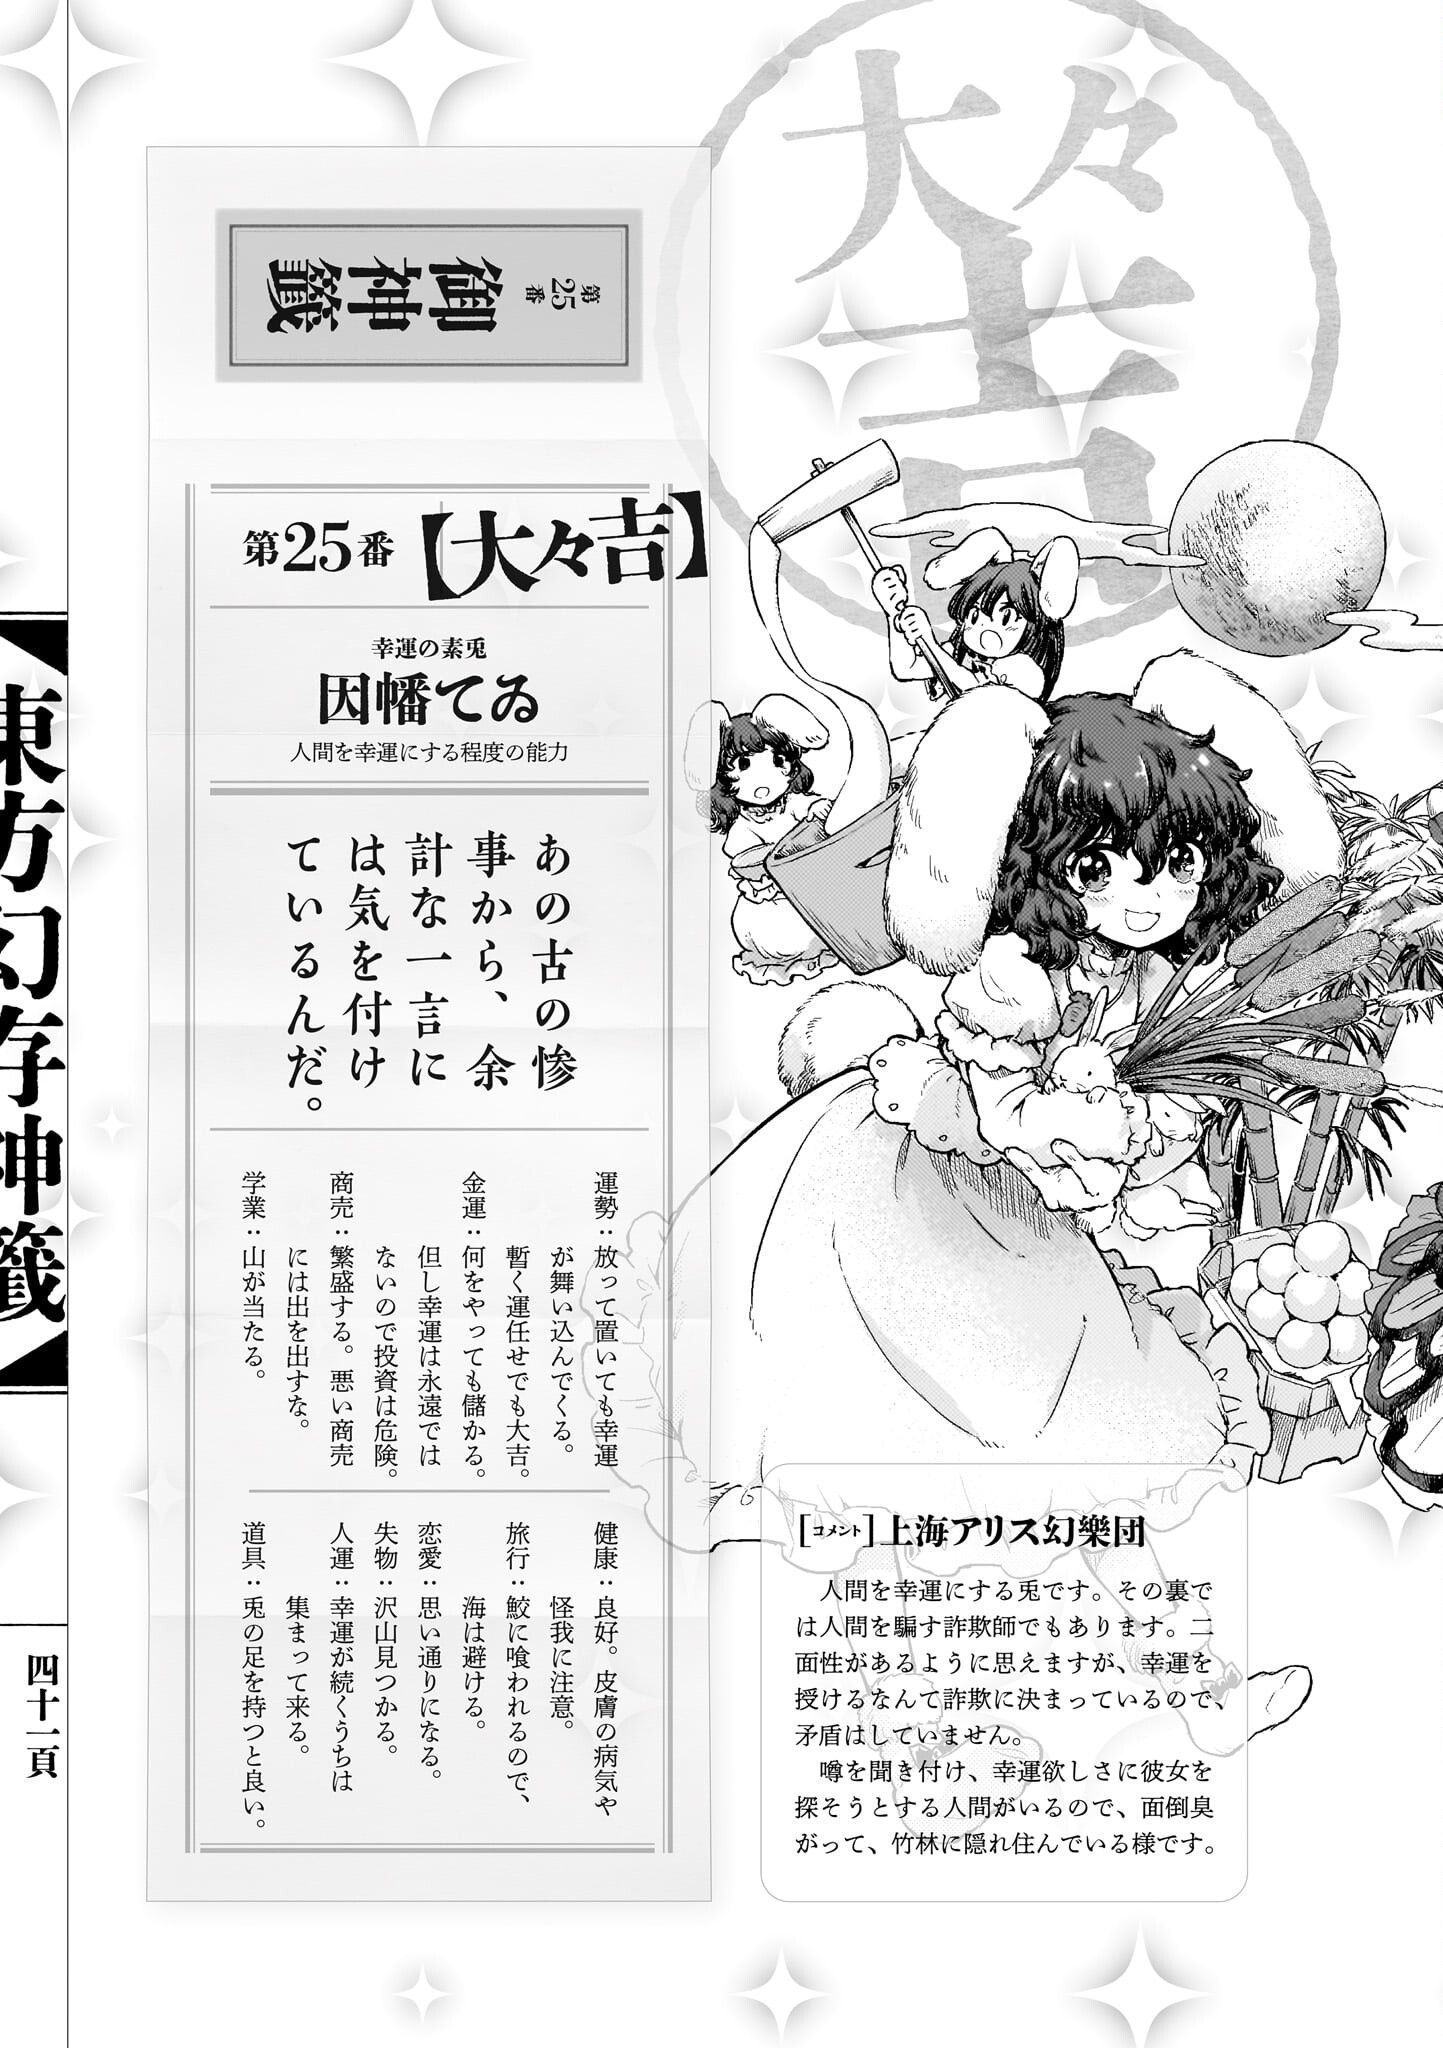 大々吉
御神籤
第25番
第25番【大々吉】
幸運の素兎
因幡てゐ
人間を幸運にする程度の能力
あの古の惨
事から、余
計な一言に
は気を付け
ているんだ。
運勢：放って置いても幸運
が舞い込んでくる。
暫く運任せでも大吉。
金運：何をやっても儲かる。
但し幸運は永遠では
ないので投資は危険。
商売：繁盛する。悪い商売
には出を出すな。
学業：山が当たる。
健康：良好。皮膚の病気や
怪我に注意。
旅行：鮫に喰われるので、
海は避ける。
恋愛：思い通りになる。
失物：沢山見つかる。
人運：幸運が続くうちは
集まって来る。
道具：兎の足を持つと良い。
［コメント］上海アリス幻樂団
人間を幸運にする兎です。その裏で
は人間を騙す詐欺師でもあります。二
面性があるように思えますが、幸運を
授けるなんて詐欺に決まっているので、
矛盾はしていません。
噂を聞き付け、幸運欲しさに彼女を
探そうとする人間がいるので、面倒臭
がって、竹林に隠れ住んでいる様です。
【東方幻存神籤】
四十一頁